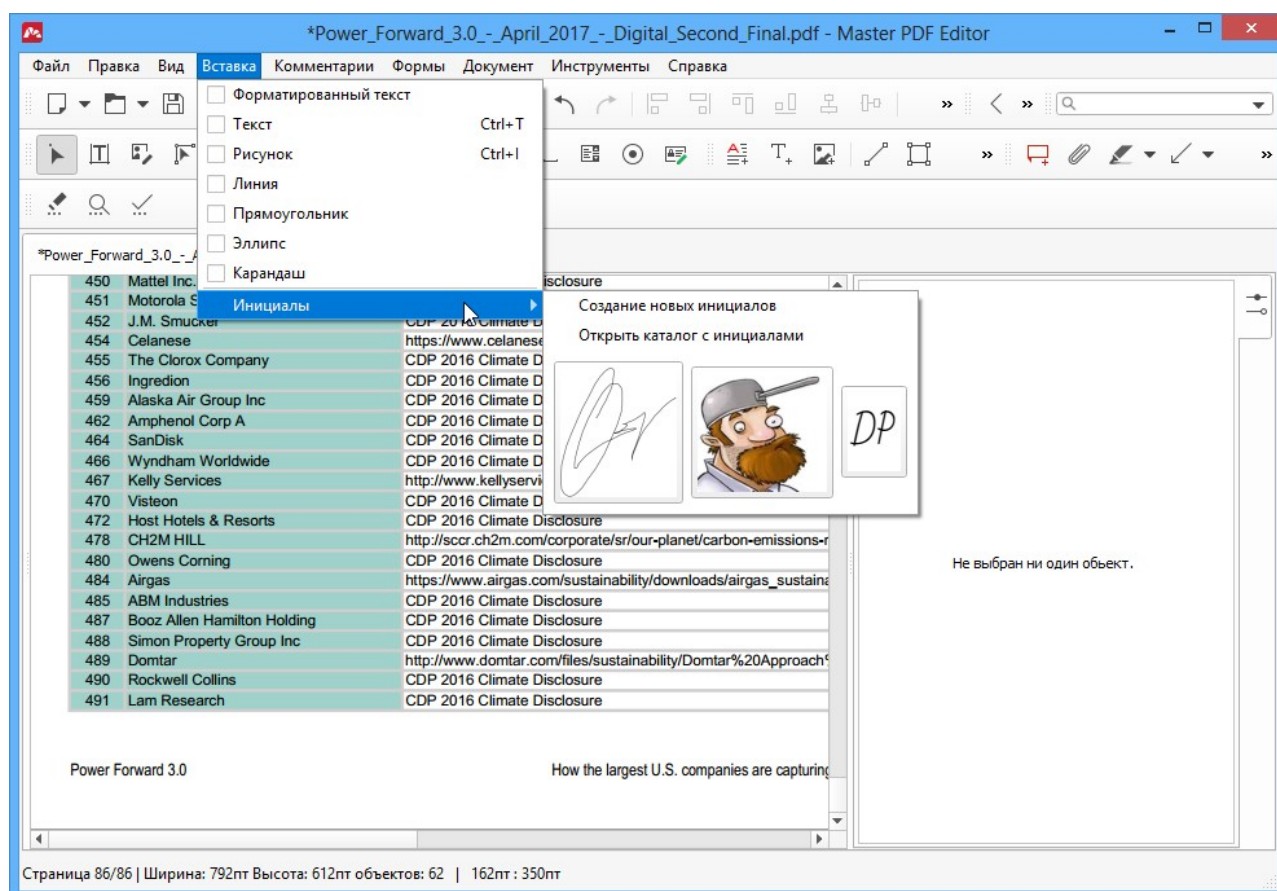 *Power_Forward_3.0_-_April_2017_-_Digital_Second_Final.pdf - Master PDF Editor
Файл Правка Вид Вставка Комментарии Формы Документ Инструменты Справка
Форматированный текст
Текст Ctrl+T
Рисунок Ctrl+I
Линия
Прямоугольник
Эллипс
Карандаш
Инициалы
Создание новых инициалов
Открыть каталог с инициалами
DP
*Power_Forward_3.0_-_A
450 Mattel Inc. isclosure
451 Motorola S
452 J.M. Smucker CDP 2016 Climate D
454 Celanese https://www.celanese
455 The Clorox Company CDP 2016 Climate D
456 Ingredion CDP 2016 Climate D
459 Alaska Air Group Inc CDP 2016 Climate D
462 Amphenol Corp A CDP 2016 Climate D
464 SanDisk CDP 2016 Climate D
466 Wyndham Worldwide CDP 2016 Climate D
467 Kelly Services http://www.kellyservi
470 Visteon CDP 2016 Climate D
472 Host Hotels & Resorts CDP 2016 Climate Disclosure
478 CH2M HILL http://sccr.ch2m.com/corporate/sr/our-planet/carbon-emissions-r
480 Owens Corning CDP 2016 Climate Disclosure
484 Airgas https://www.airgas.com/sustainability/downloads/airgas_sustaina
485 ABM Industries CDP 2016 Climate Disclosure
487 Booz Allen Hamilton Holding CDP 2016 Climate Disclosure
488 Simon Property Group Inc CDP 2016 Climate Disclosure
489 Domtar http://www.domtar.com/files/sustainability/Domtar%20Approach%
490 Rockwell Collins CDP 2016 Climate Disclosure
491 Lam Research CDP 2016 Climate Disclosure
Power Forward 3.0 How the largest U.S. companies are capturing
Не выбран ни один обьект.
Страница 86/86 | Ширина: 792пт Высота: 612пт объектов: 62 | 162пт : 350пт